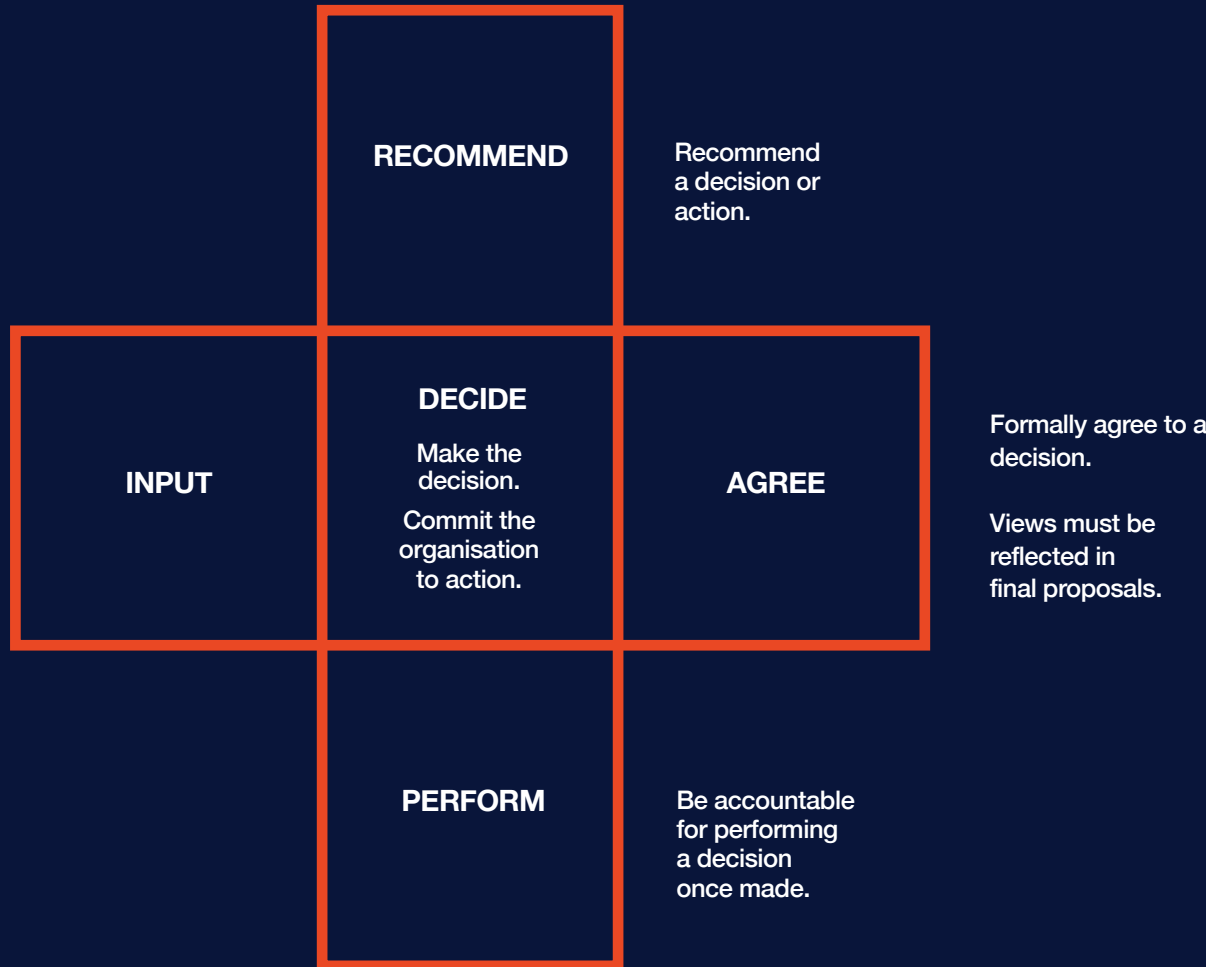 RECOMMEND
Recommend
a decision or
action.
INPUT
DECIDE
Make the
decision.
Commit the
organisation
to action.
AGREE
Formally agree to a
decision.
Views must be
reflected in
final proposals.
PERFORM
Be accountable
for performing
a decision
once made.